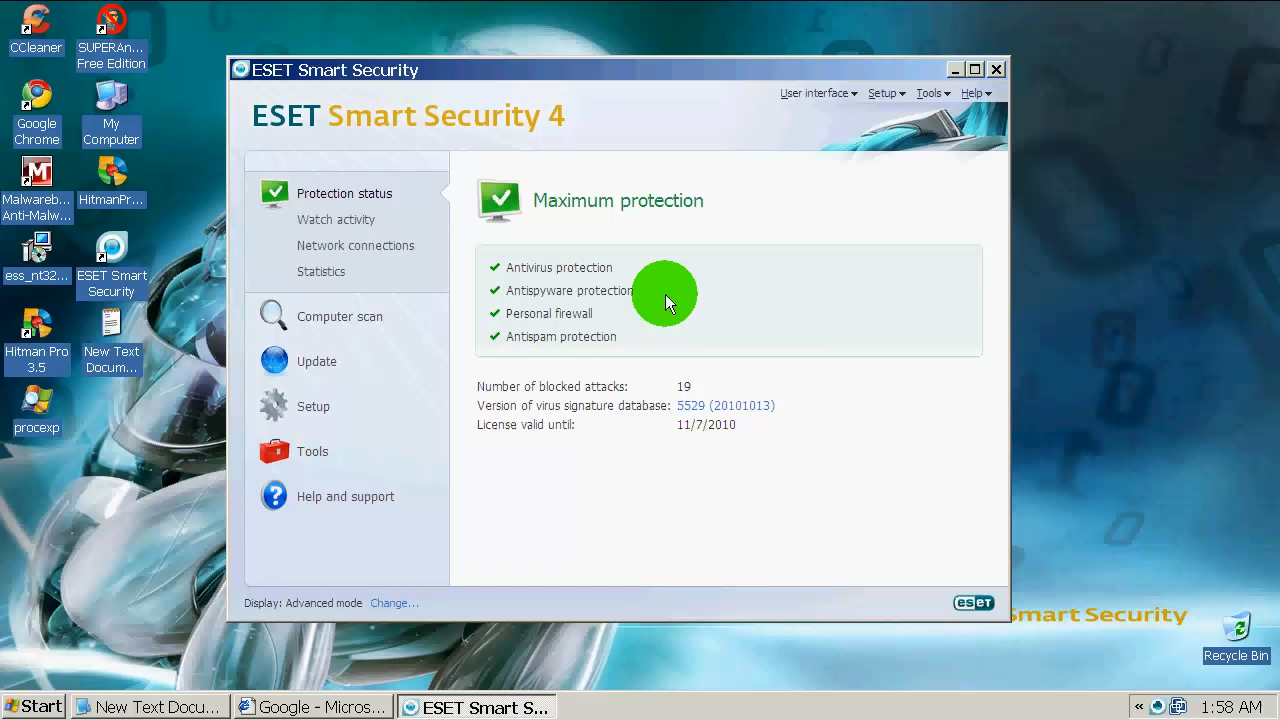 CCleaner
SUPERAn...
Free Edition
Google
Chrome
My
Computer
Malwareb...
Anti-Malw...
HitmanPr...
ess_nt32...
ESET Smart
Security
Hitman Pro
3.5
New Text
Docum...
procexp
ESET Smart Security
User interface
Setup
Tools
Help
ESET Smart Security 4
Protection status
Watch activity
Network connections
Statistics
Computer scan
Update
Setup
Tools
Help and support
Maximum protection
Antivirus protection
Antispyware protection
Personal firewall
Antispam protection
Number of blocked attacks: 19
Version of virus signature database: 5529 (20101013)
License valid until: 11/7/2010
Display: Advanced mode Change...
eset
Smart Security
Recycle Bin
Start
New Text Docu...
Google - Micros...
ESET Smart S...
1:58 AM